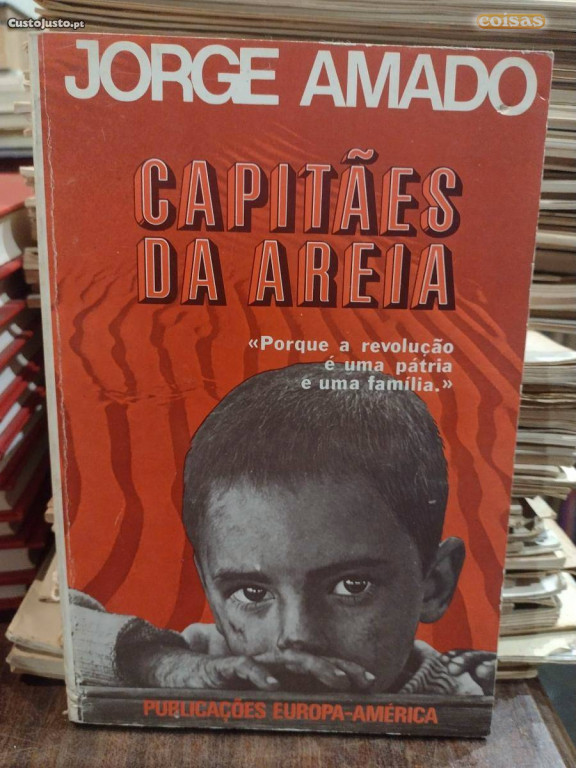 CustoJusto.pt
coisas
JORGE AMADO
CAPITÃES
DA AREIA
«Porque a revolução
é uma pátria
e uma família.»
PUBLICAÇÕES EUROPA-AMÉRICA